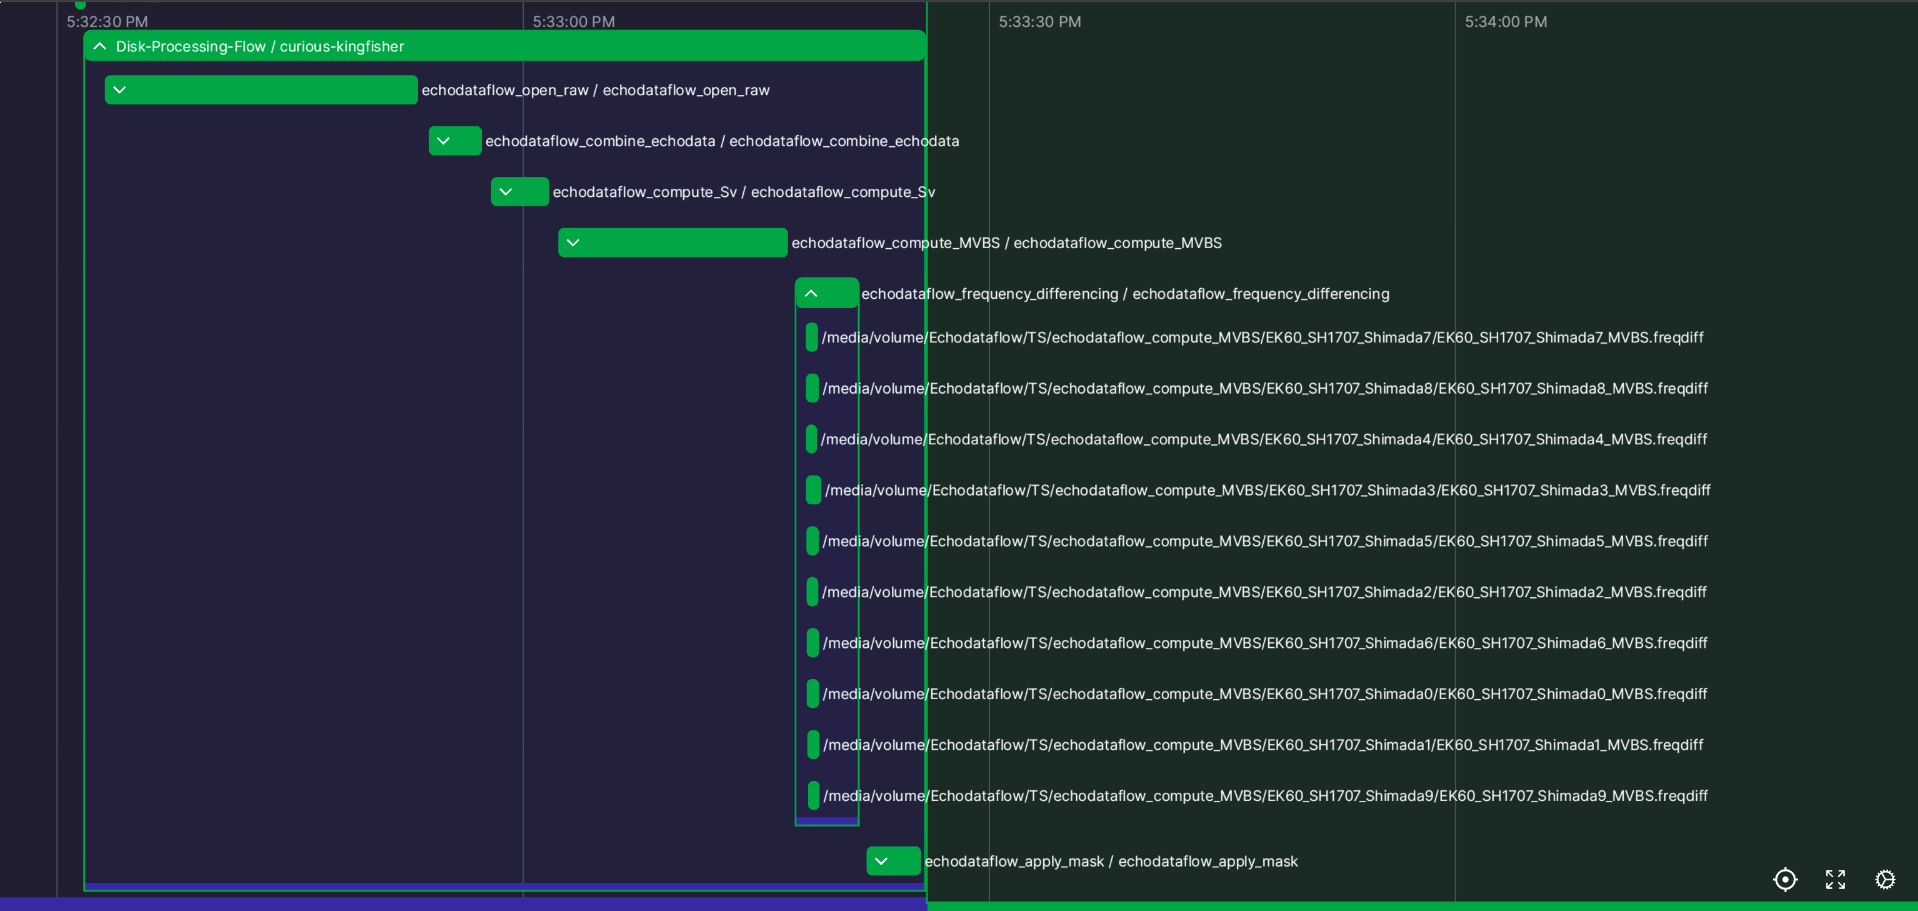 5:32:30 PM 5:33:00 PM 5:33:30 PM 5:34:00 PM
Disk-Processing-Flow / curious-kingfisher
echodataflow_open_raw / echodataflow_open_raw
echodataflow_combine_echodata / echodataflow_combine_echodata
echodataflow_compute_Sv / echodataflow_compute_Sv
echodataflow_compute_MVBS / echodataflow_compute_MVBS
echodataflow_frequency_differencing / echodataflow_frequency_differencing
/media/volume/Echodataflow/TS/echodataflow_compute_MVBS/EK60_SH1707_Shimada7/EK60_SH1707_Shimada7_MVBS.freqdiff
/media/volume/Echodataflow/TS/echodataflow_compute_MVBS/EK60_SH1707_Shimada8/EK60_SH1707_Shimada8_MVBS.freqdiff
/media/volume/Echodataflow/TS/echodataflow_compute_MVBS/EK60_SH1707_Shimada4/EK60_SH1707_Shimada4_MVBS.freqdiff
/media/volume/Echodataflow/TS/echodataflow_compute_MVBS/EK60_SH1707_Shimada3/EK60_SH1707_Shimada3_MVBS.freqdiff
/media/volume/Echodataflow/TS/echodataflow_compute_MVBS/EK60_SH1707_Shimada5/EK60_SH1707_Shimada5_MVBS.freqdiff
/media/volume/Echodataflow/TS/echodataflow_compute_MVBS/EK60_SH1707_Shimada2/EK60_SH1707_Shimada2_MVBS.freqdiff
/media/volume/Echodataflow/TS/echodataflow_compute_MVBS/EK60_SH1707_Shimada6/EK60_SH1707_Shimada6_MVBS.freqdiff
/media/volume/Echodataflow/TS/echodataflow_compute_MVBS/EK60_SH1707_Shimada0/EK60_SH1707_Shimada0_MVBS.freqdiff
/media/volume/Echodataflow/TS/echodataflow_compute_MVBS/EK60_SH1707_Shimada1/EK60_SH1707_Shimada1_MVBS.freqdiff
/media/volume/Echodataflow/TS/echodataflow_compute_MVBS/EK60_SH1707_Shimada9/EK60_SH1707_Shimada9_MVBS.freqdiff
echodataflow_apply_mask / echodataflow_apply_mask